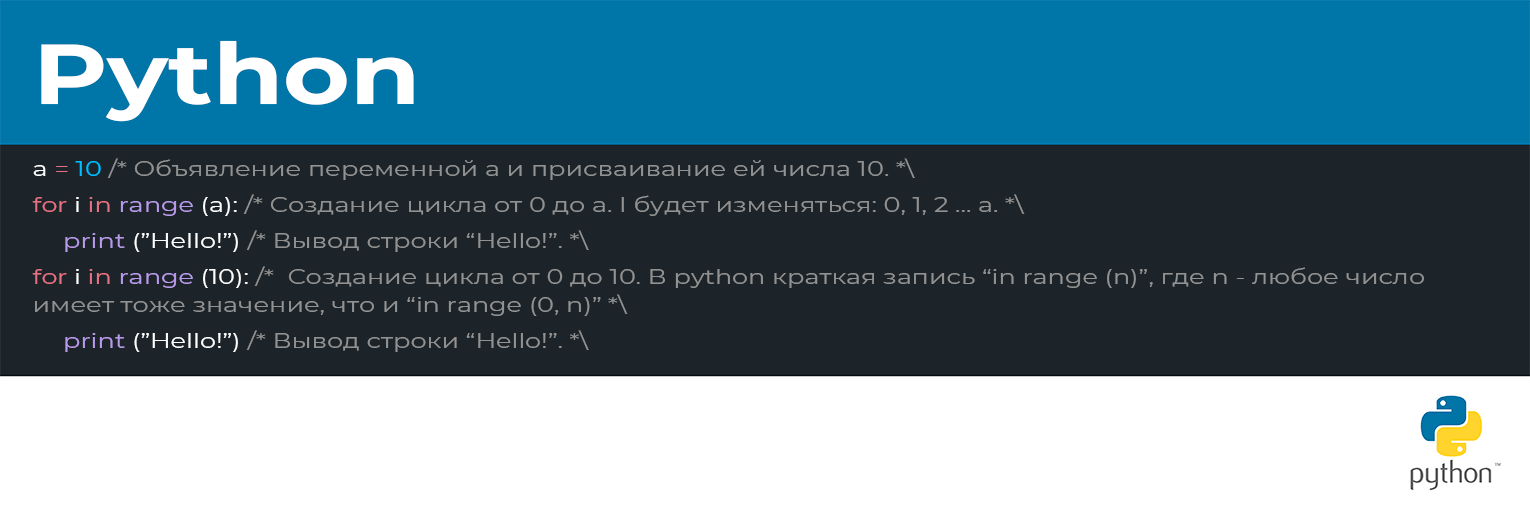 Python
a = 10 /* Объявление переменной a и присваивание ей числа 10. *\
for i in range (a): /* Создание цикла от 0 до a. I будет изменяться: 0, 1, 2 ... a. *\
print (”Hello!”) /* Вывод строки “Hello!”. *\
for i in range (10): /*  Создание цикла от 0 до 10. В python краткая запись “in range (n)”, где n - любое число
имеет тоже значение, что и “in range (0, n)” *\
print (”Hello!”) /* Вывод строки “Hello!”. *\
python™